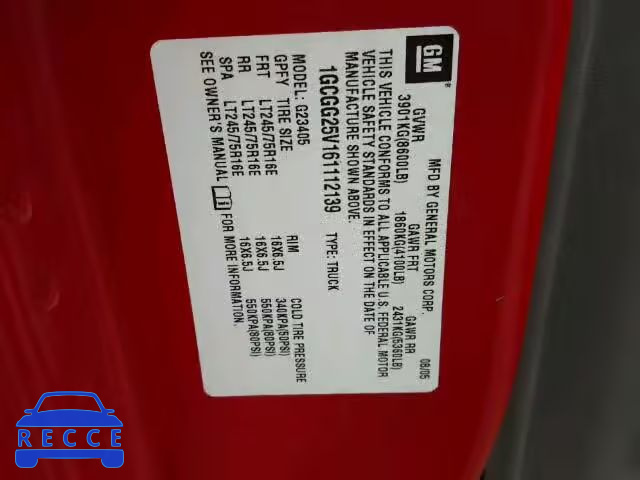 GM
MFD BY GENERAL MOTORS CORP. 08/05
GVWR GAWR FRT GAWR RR
3901KG(8600LB) 1860KG(4100LB) 2431KG(5360LB)
THIS VEHICLE CONFORMS TO ALL APPLICABLE U.S. FEDERAL MOTOR
VEHICLE SAFETY STANDARDS IN EFFECT ON THE DATE OF
MANUFACTURE SHOWN ABOVE.
1GCGG25V161112139 TYPE: TRUCK
MODEL: G23405
GPFY TIRE SIZE RIM COLD TIRE PRESSURE
FRT LT245/75R16E 16X6.5J 340KPA(50PSI)
RR LT245/75R16E 16X6.5J 550KPA(80PSI)
SPA LT245/75R16E 16X6.5J 550KPA(80PSI)
SEE OWNER'S MANUAL FOR MORE INFORMATION.
RECCE